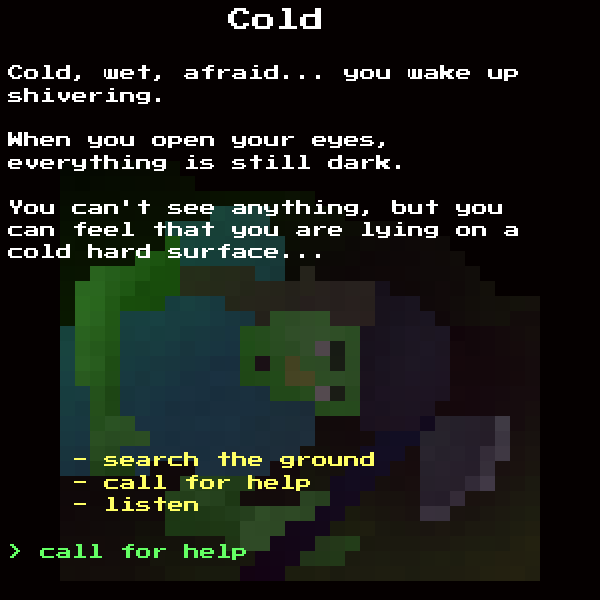 Cold
Cold, wet, afraid... you wake up
shivering.
When you open your eyes,
everything is still dark.
You can't see anything, but you
can feel that you are lying on a
cold hard surface...
- search the ground
- call for help
- listen
> call for help